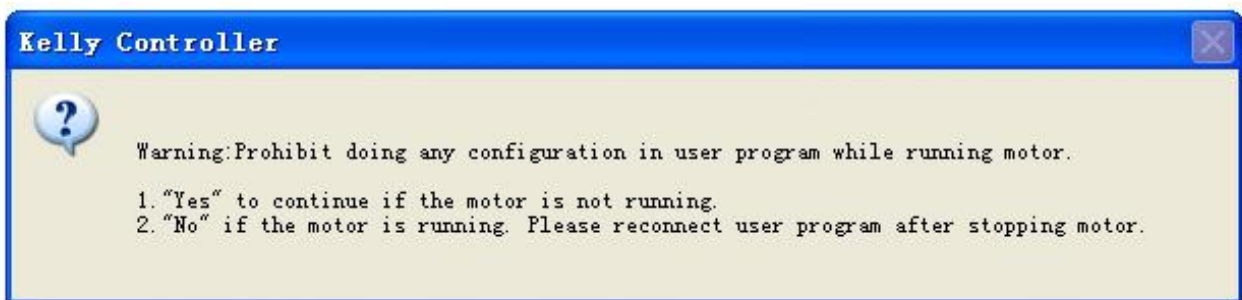 Kelly Controller
Warning:Prohibit doing any configuration in user program while running motor.
1."Yes" to continue if the motor is not running.
2."No" if the motor is running. Please reconnect user program after stopping motor.